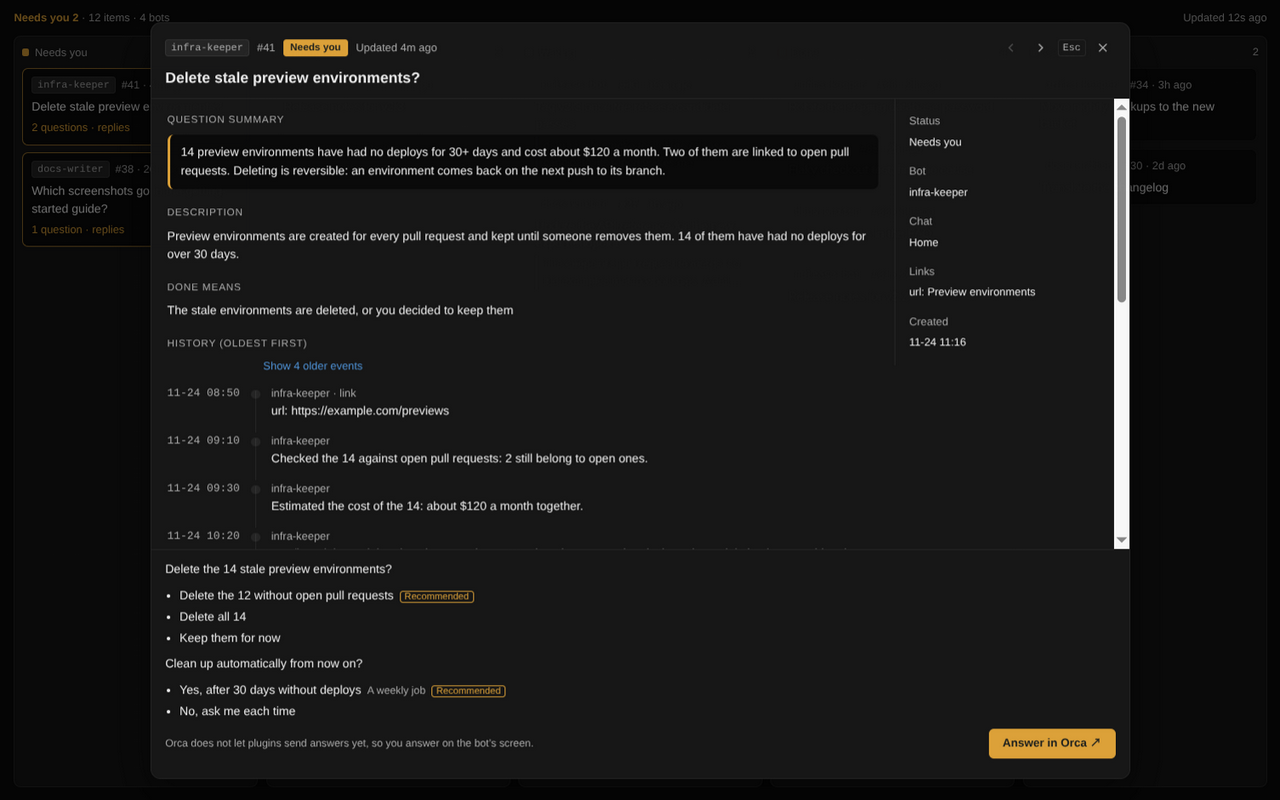 Needs you 2 · 12 items · 4 bots
Updated 12s ago
Needs you
2
infra-keeper #41 ·
Delete stale preview e
2 questions · replies
docs-writer #38 · 2
Which screenshots go
started guide?
1 question · replies
#34 · 3h ago
kups to the new
30 · 2d ago
angelog
infra-keeper #41 Needs you Updated 4m ago
Esc
Delete stale preview environments?
QUESTION SUMMARY
14 preview environments have had no deploys for 30+ days and cost about $120 a month. Two of them are linked to open pull
requests. Deleting is reversible: an environment comes back on the next push to its branch.
DESCRIPTION
Preview environments are created for every pull request and kept until someone removes them. 14 of them have had no deploys for
over 30 days.
DONE MEANS
The stale environments are deleted, or you decided to keep them
HISTORY (OLDEST FIRST)
Show 4 older events
11-24 08:50 infra-keeper · link
url: https://example.com/previews
11-24 09:10 infra-keeper
Checked the 14 against open pull requests: 2 still belong to open ones.
11-24 09:30 infra-keeper
Estimated the cost of the 14: about $120 a month together.
11-24 10:20 infra-keeper
Status
Needs you
Bot
infra-keeper
Chat
Home
Links
url: Preview environments
Created
11-24 11:16
Delete the 14 stale preview environments?
• Delete the 12 without open pull requests Recommended
• Delete all 14
• Keep them for now
Clean up automatically from now on?
• Yes, after 30 days without deploys A weekly job Recommended
• No, ask me each time
Orca does not let plugins send answers yet, so you answer on the bot's screen.
Answer in Orca ↗